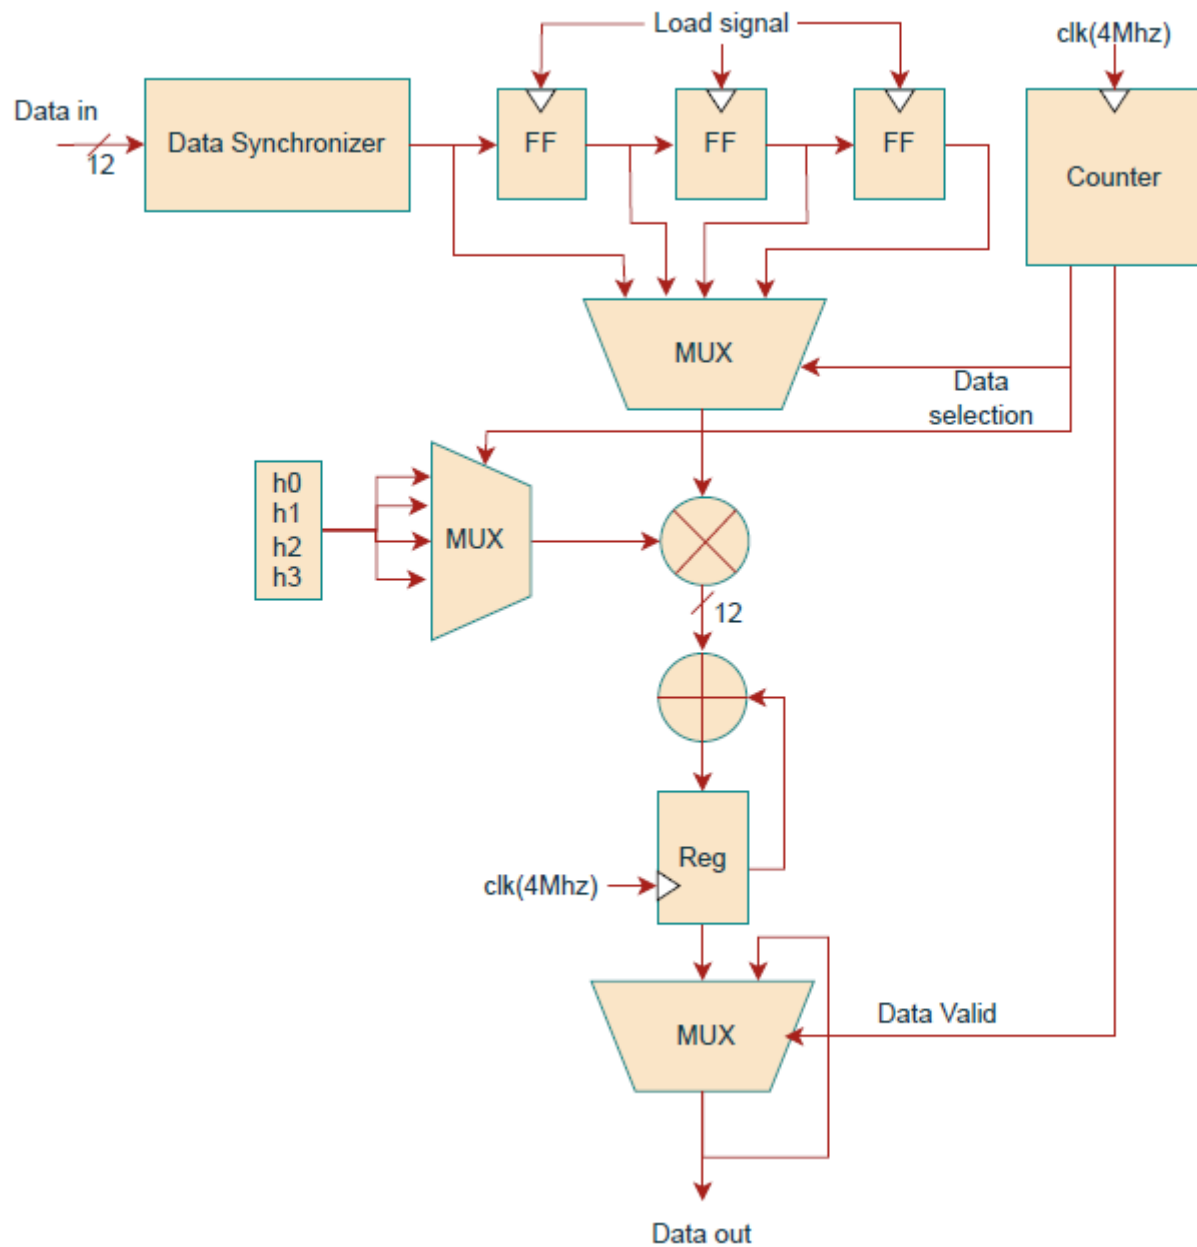 Load signal
clk(4Mhz)
Data in
12
Data Synchronizer
FF
FF
FF
Counter
MUX
Data
selection
h0
h1
h2
h3
MUX
12
Reg
clk(4Mhz)
Data Valid
MUX
Data out